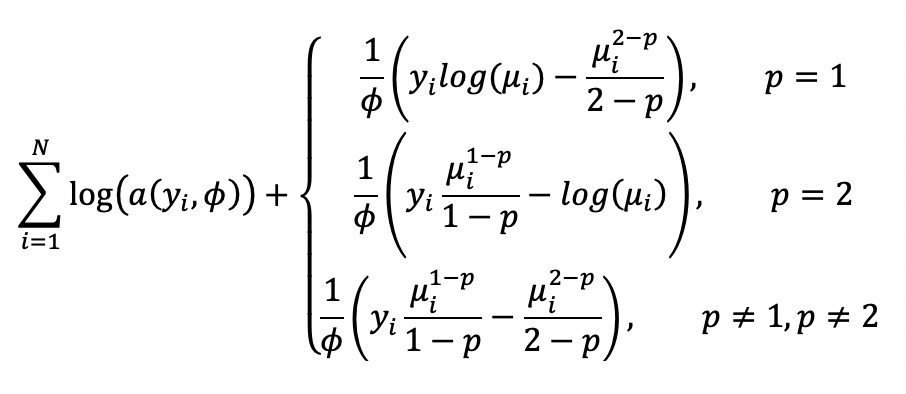 \sum_{i=1}^{N} \log(a(y_i, \phi)) + \begin{cases} \frac{1}{\phi}\left(y_i log(\mu_i) - \frac{\mu_i^{2-p}}{2-p}\right), & p = 1 \\ \frac{1}{\phi}\left(y_i \frac{\mu_i^{1-p}}{1-p} - log(\mu_i)\right), & p = 2 \\ \frac{1}{\phi}\left(y_i \frac{\mu_i^{1-p}}{1-p} - \frac{\mu_i^{2-p}}{2-p}\right), & p \neq 1, p \neq 2 \end{cases}